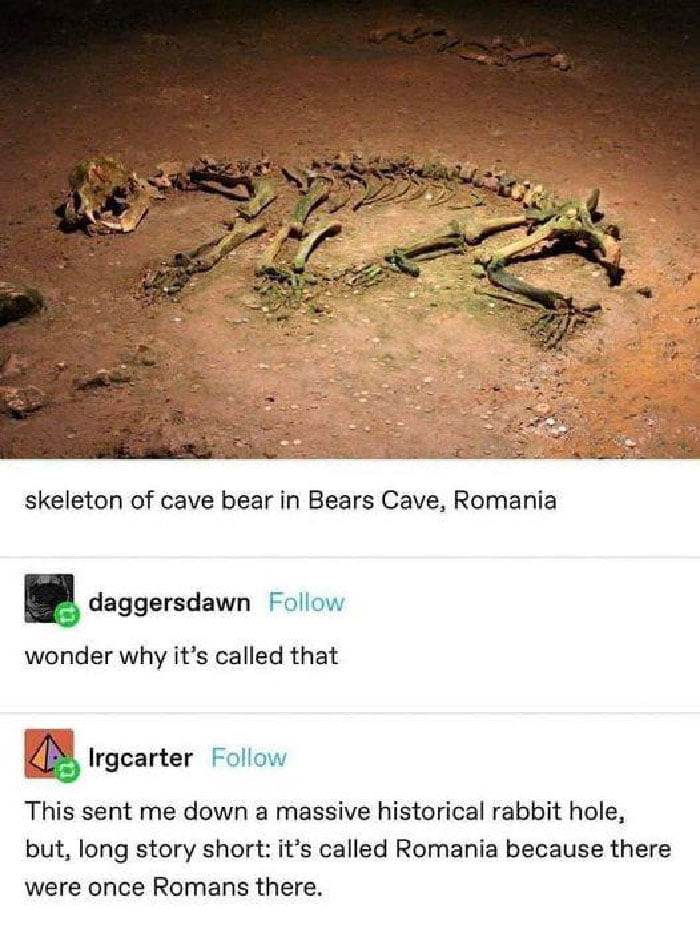 skeleton of cave bear in Bears Cave, Romania
daggersdawn Follow
wonder why it's called that
lrgcarter Follow
This sent me down a massive historical rabbit hole,
but, long story short: it's called Romania because there
were once Romans there.